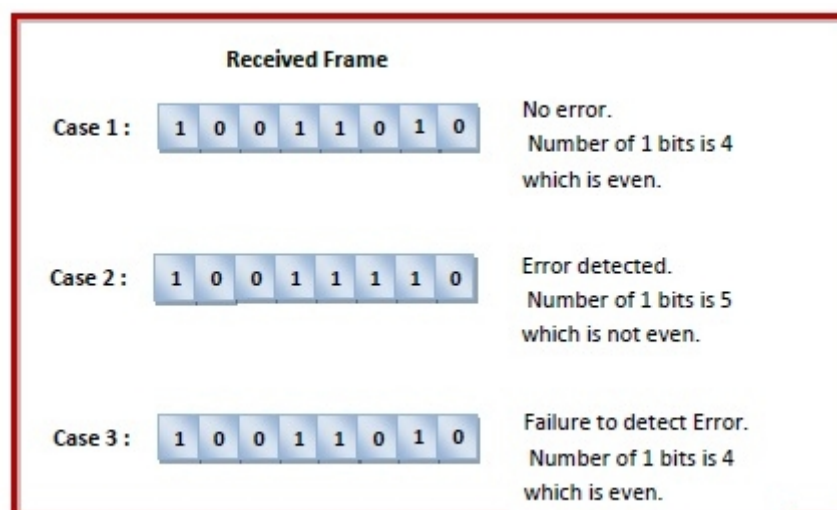 Received Frame
Case 1 : 1 0 0 1 1 0 1 0
No error.
Number of 1 bits is 4
which is even.
Case 2 : 1 0 0 1 1 1 1 0
Error detected.
Number of 1 bits is 5
which is not even.
Case 3 : 1 0 0 1 1 0 1 0
Failure to detect Error.
Number of 1 bits is 4
which is even.